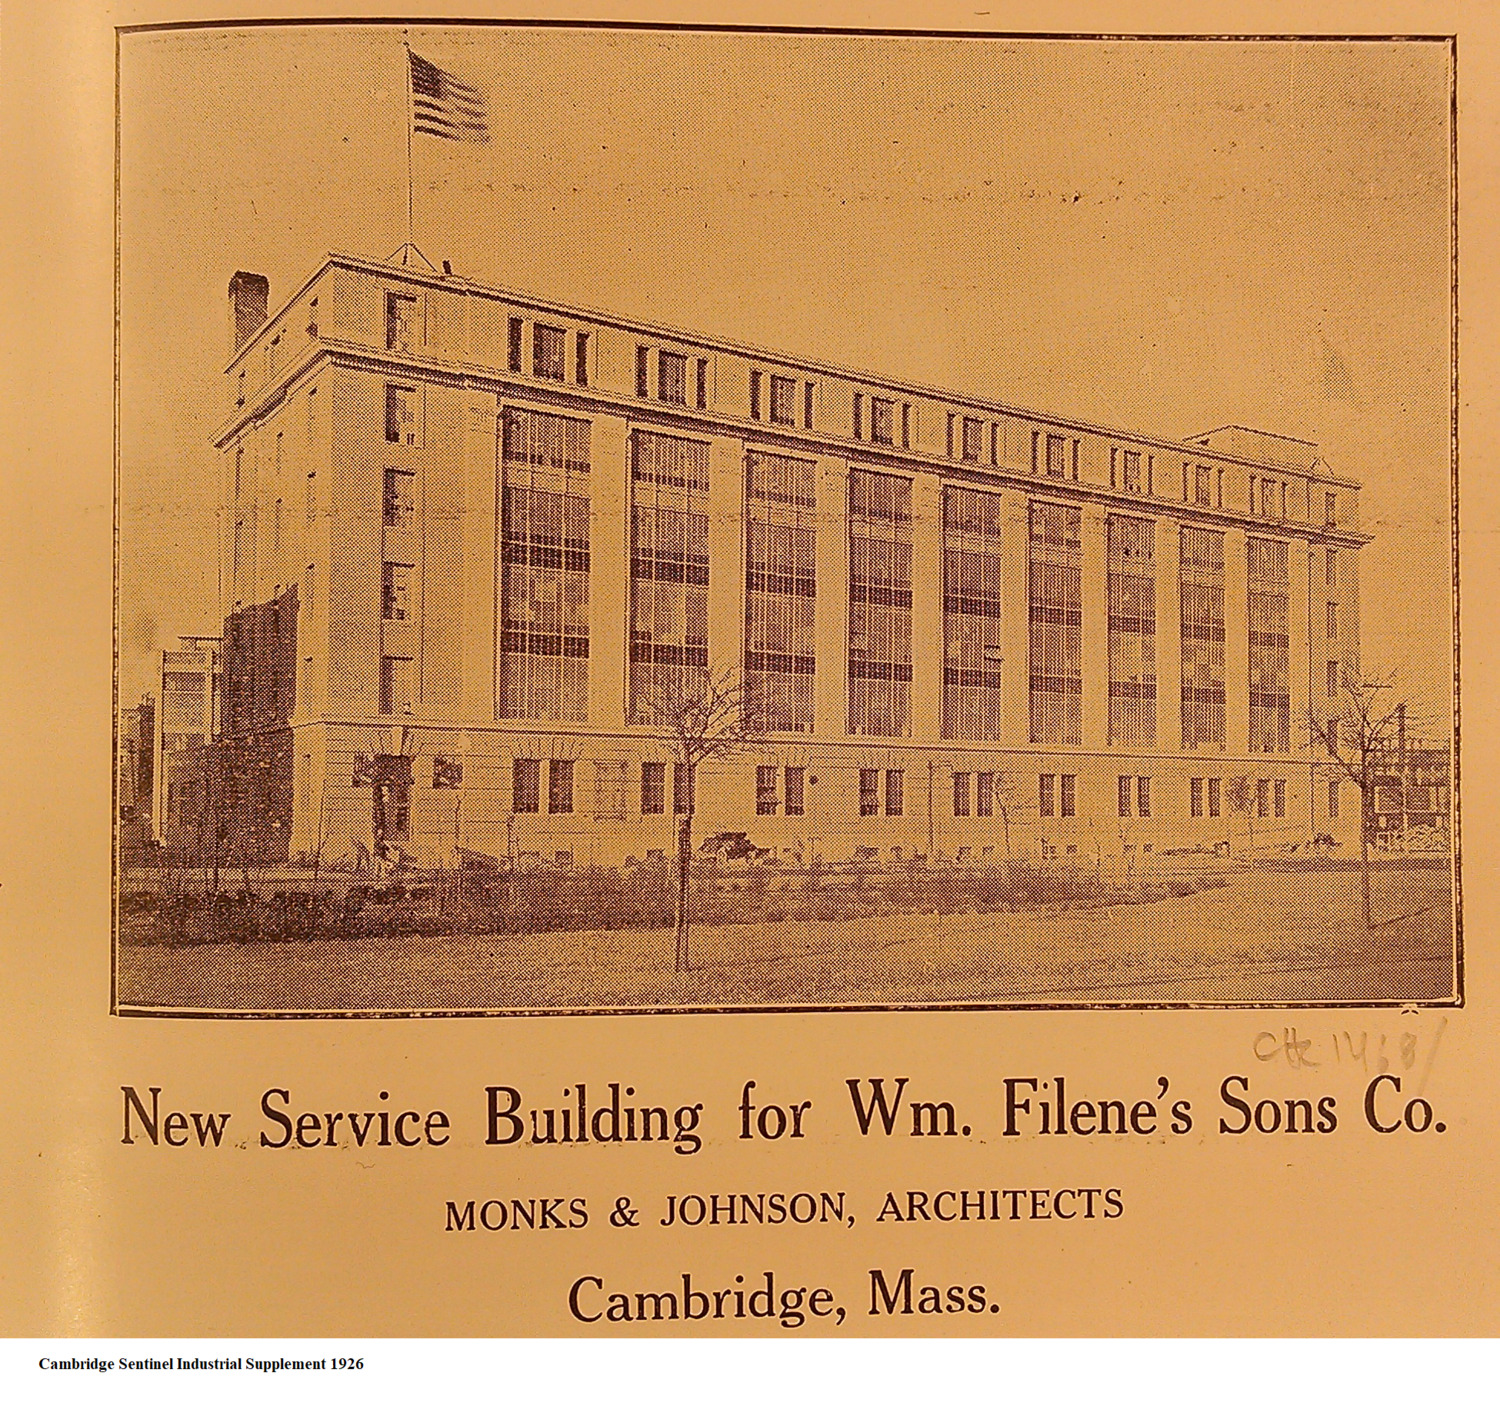 New Service Building for Wm. Filene's Sons Co.
MONKS & JOHNSON, ARCHITECTS
Cambridge, Mass.
Cambridge Sentinel Industrial Supplement 1926